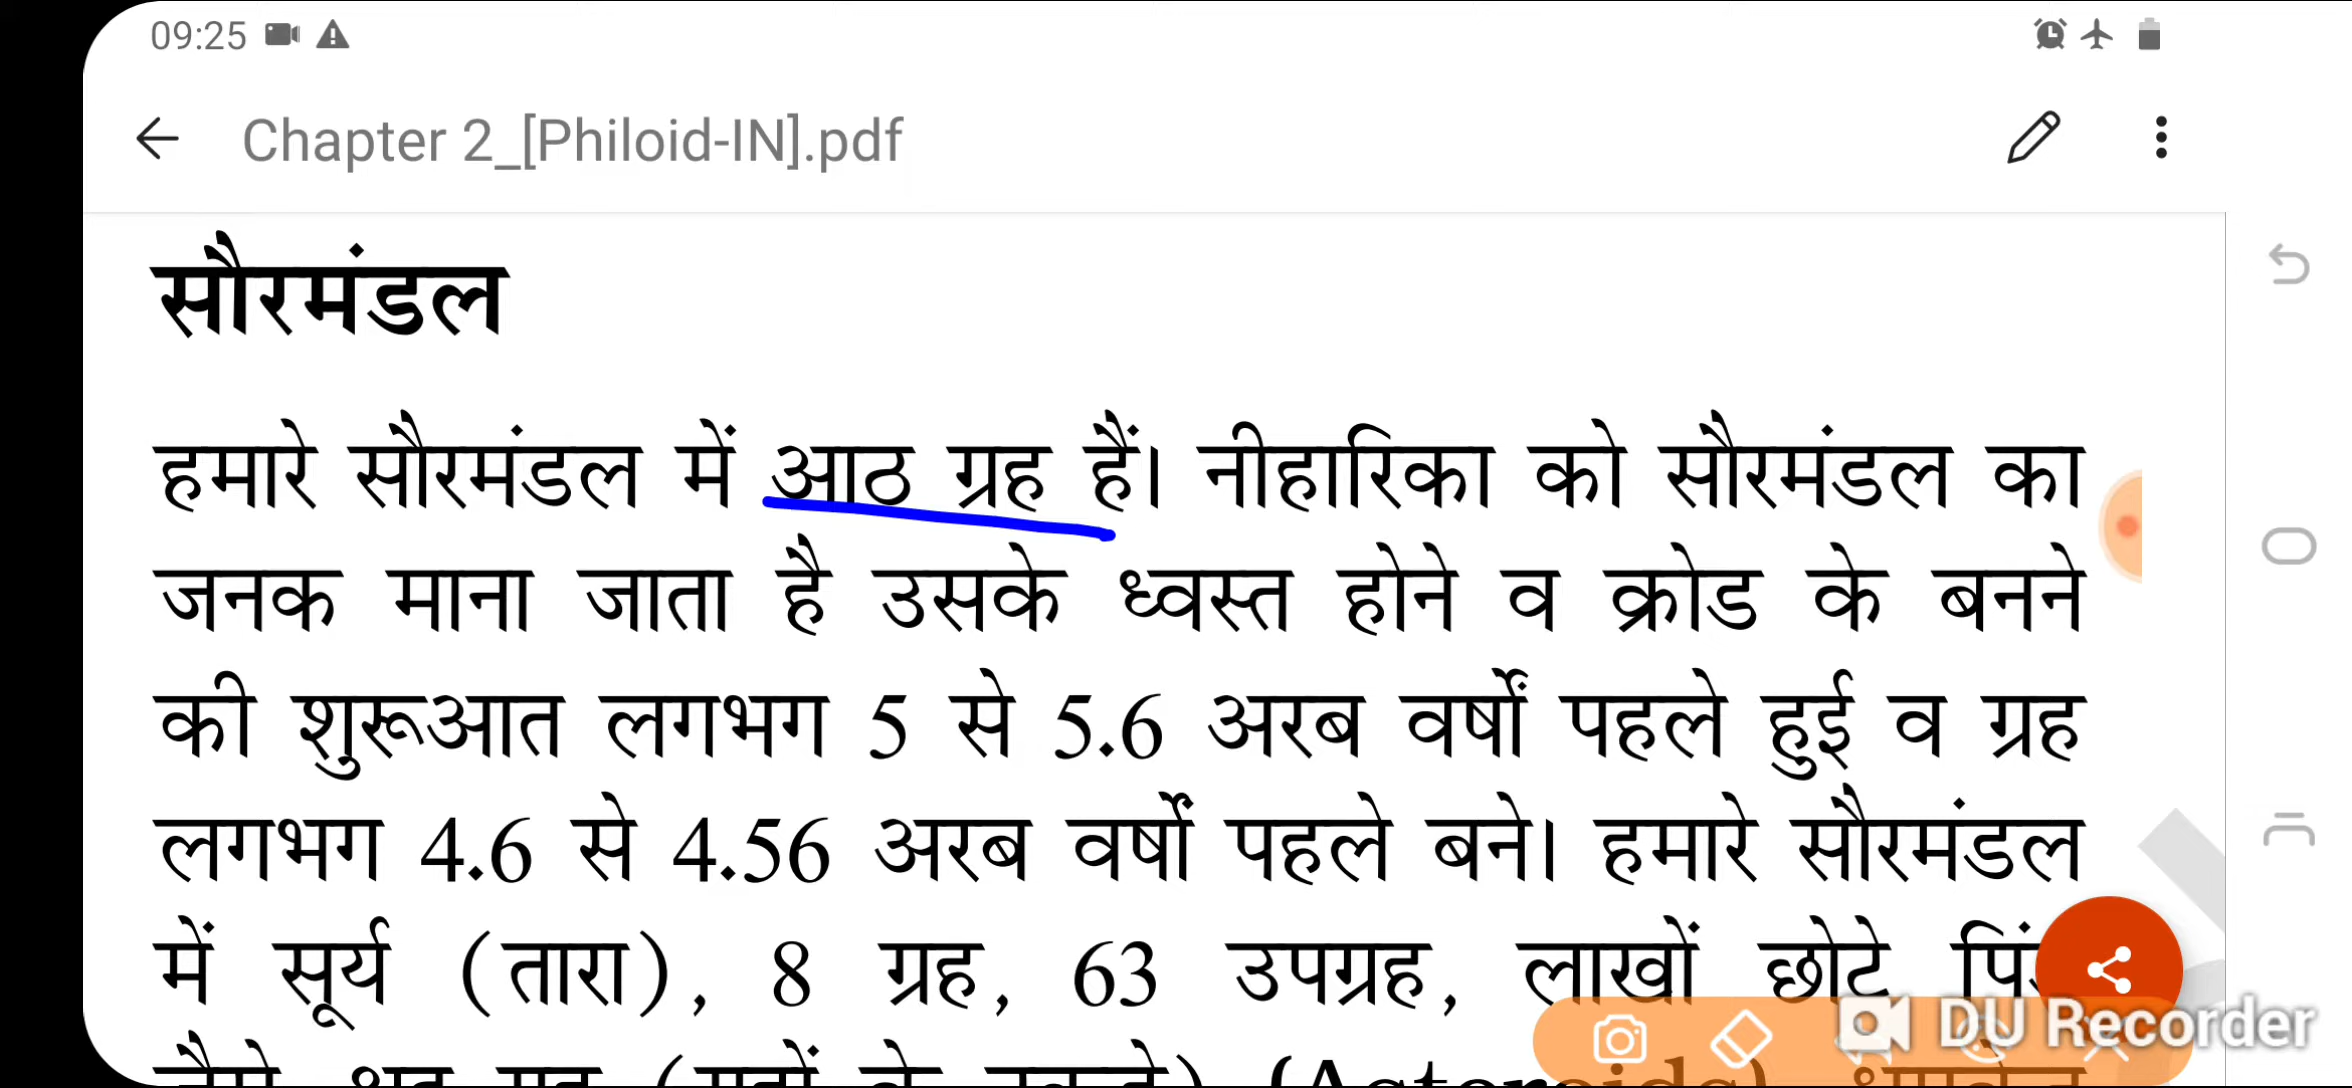 09:25
Chapter 2_[Philoid-IN].pdf
सौरमंडल
हमारे सौरमंडल में आठ ग्रह हैं। नीहारिका को सौरमंडल का
जनक माना जाता है उसके ध्वस्त होने व क्रोड के बनने
की शुरूआत लगभग 5 से 5.6 अरब वर्षों पहले हुई व ग्रह
लगभग 4.6 से 4.56 अरब वर्षों पहले बने। हमारे सौरमंडल
में सूर्य (तारा), 8 ग्रह, 63 उपग्रह, लाखों छोटे
DU Recorder